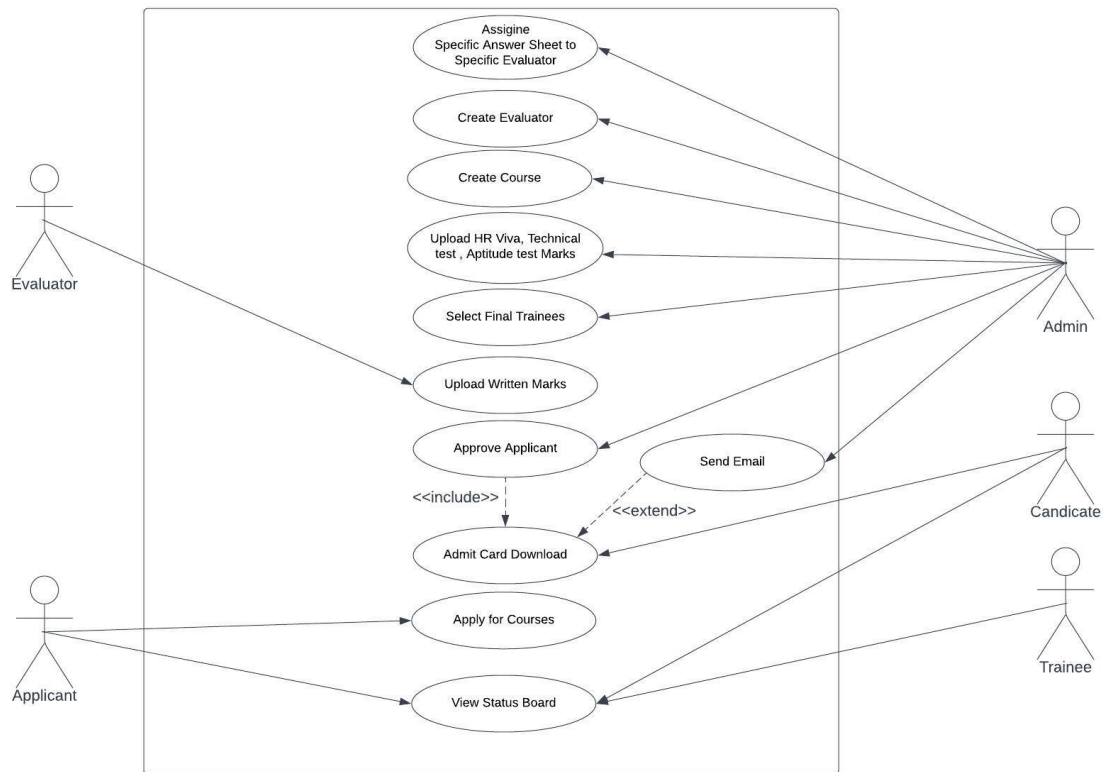 Assigine
Specific Answer Sheet to
Specific Evaluator
Create Evaluator
Create Course
Upload HR Viva, Technical
test , Aptitude test Marks
Evaluator
Select Final Trainees
Admin
Upload Written Marks
Approve Applicant
Send Email
<<include>>
<<extend>>
Candicate
Admit Card Download
Apply for Courses
Trainee
Applicant
View Status Board